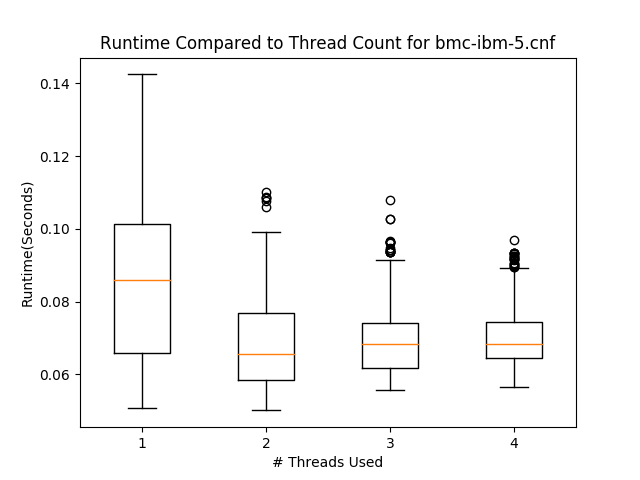 Runtime Compared to Thread Count for bmc-ibm-5.cnf
0.14
0.12
0.10
0.08
0.06
Runtime(Seconds)
1 2 3 4
# Threads Used